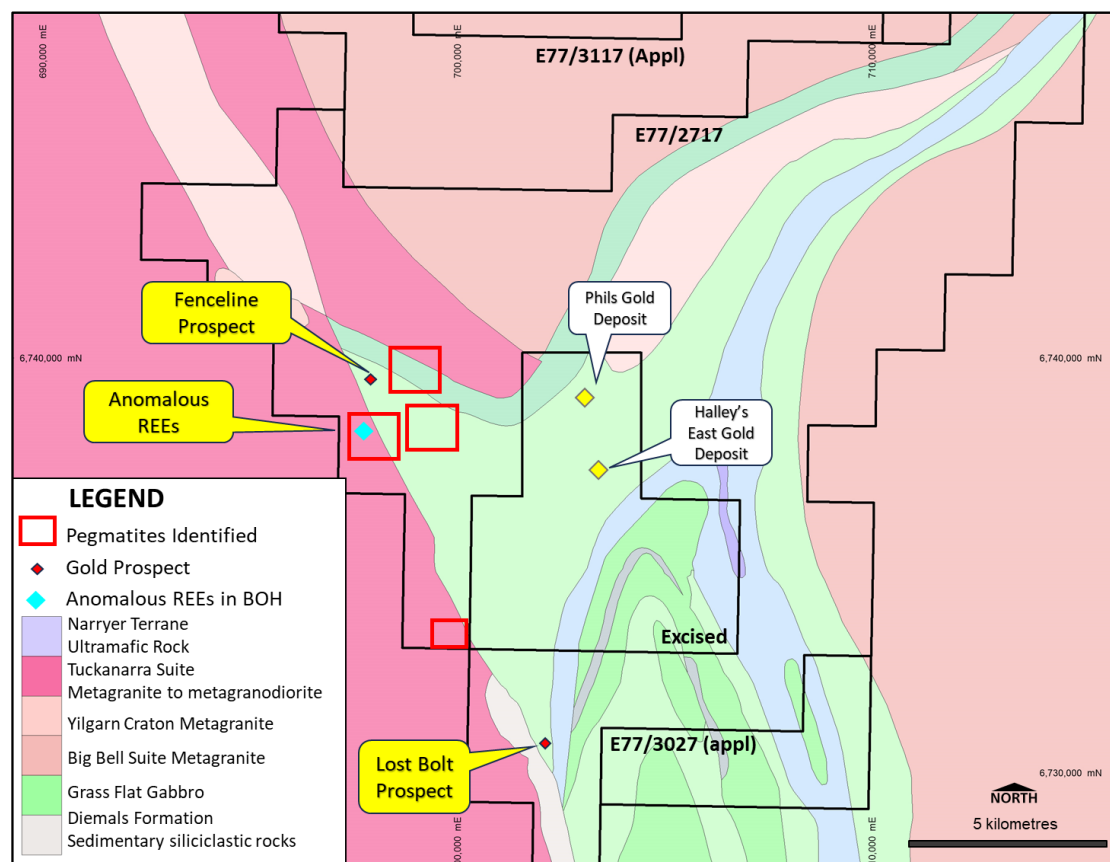 690,000 mE
700,000 mE
710,000 mE
E77/3117 (Appl)
E77/2717
Fenceline
Prospect
Phils Gold
Deposit
6,740,000 mN
6,740,000 mN
Anomalous
REEs
Halley's
East Gold
Deposit
LEGEND
Pegmatites Identified
Gold Prospect
Anomalous REEs in BOH
Narryer Terrane
Ultramafic Rock
Tuckanarra Suite
Metagranite to metagranodiorite
Yilgarn Craton Metagranite
Big Bell Suite Metagranite
Grass Flat Gabbro
Diemals Formation
Sedimentary siliciclastic rocks
Excised
E77/3027 (appl)
Lost Bolt
Prospect
6,730,000 mN
NORTH
5 kilometres